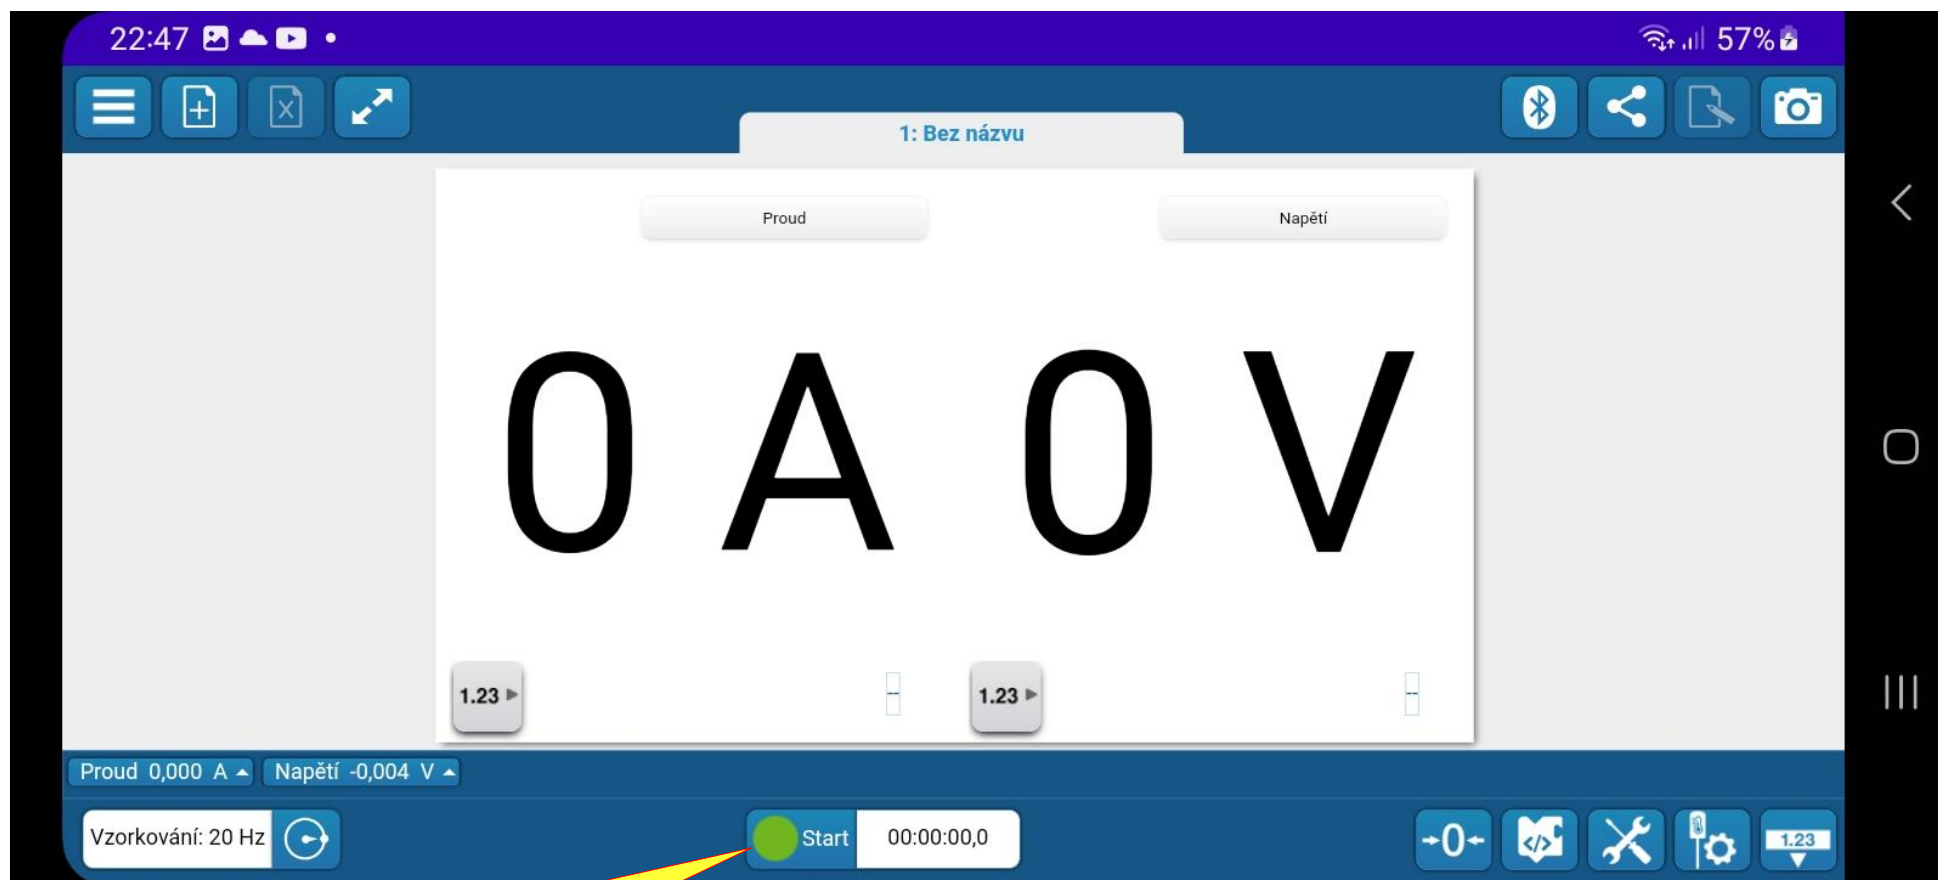 22:47
57%
1: Bez názvu
Proud
Napětí
0 A 0 V
1.23
1.23
Proud 0,000 A
Napětí -0,004 V
Vzorkování: 20 Hz
Start
00:00:00,0
→0←
</>
1.23